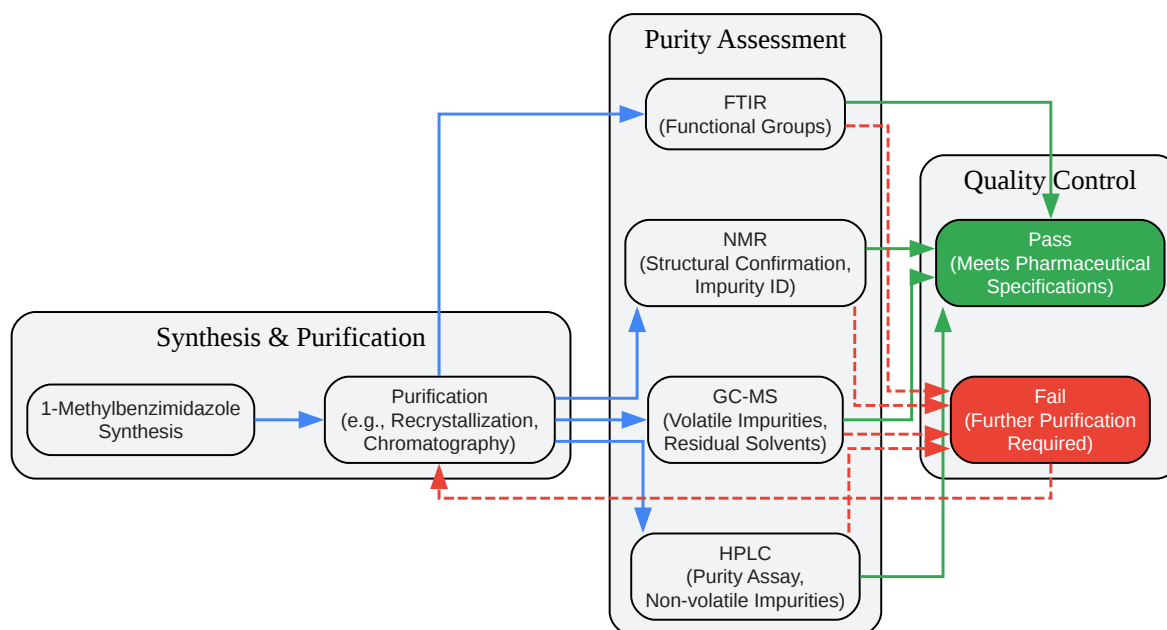 Purity Assessment
FTIR
(Functional Groups)
Quality Control
NMR
(Structural Confirmation,
Impurity ID)
Pass
(Meets Pharmaceutical
Specifications)
Synthesis & Purification
1-Methylbenzimidazole
Synthesis
Purification
(e.g., Recrystallization,
Chromatography)
GC-MS
(Volatile Impurities,
Residual Solvents)
Fail
(Further Purification
Required)
HPLC
(Purity Assay,
Non-volatile Impurities)